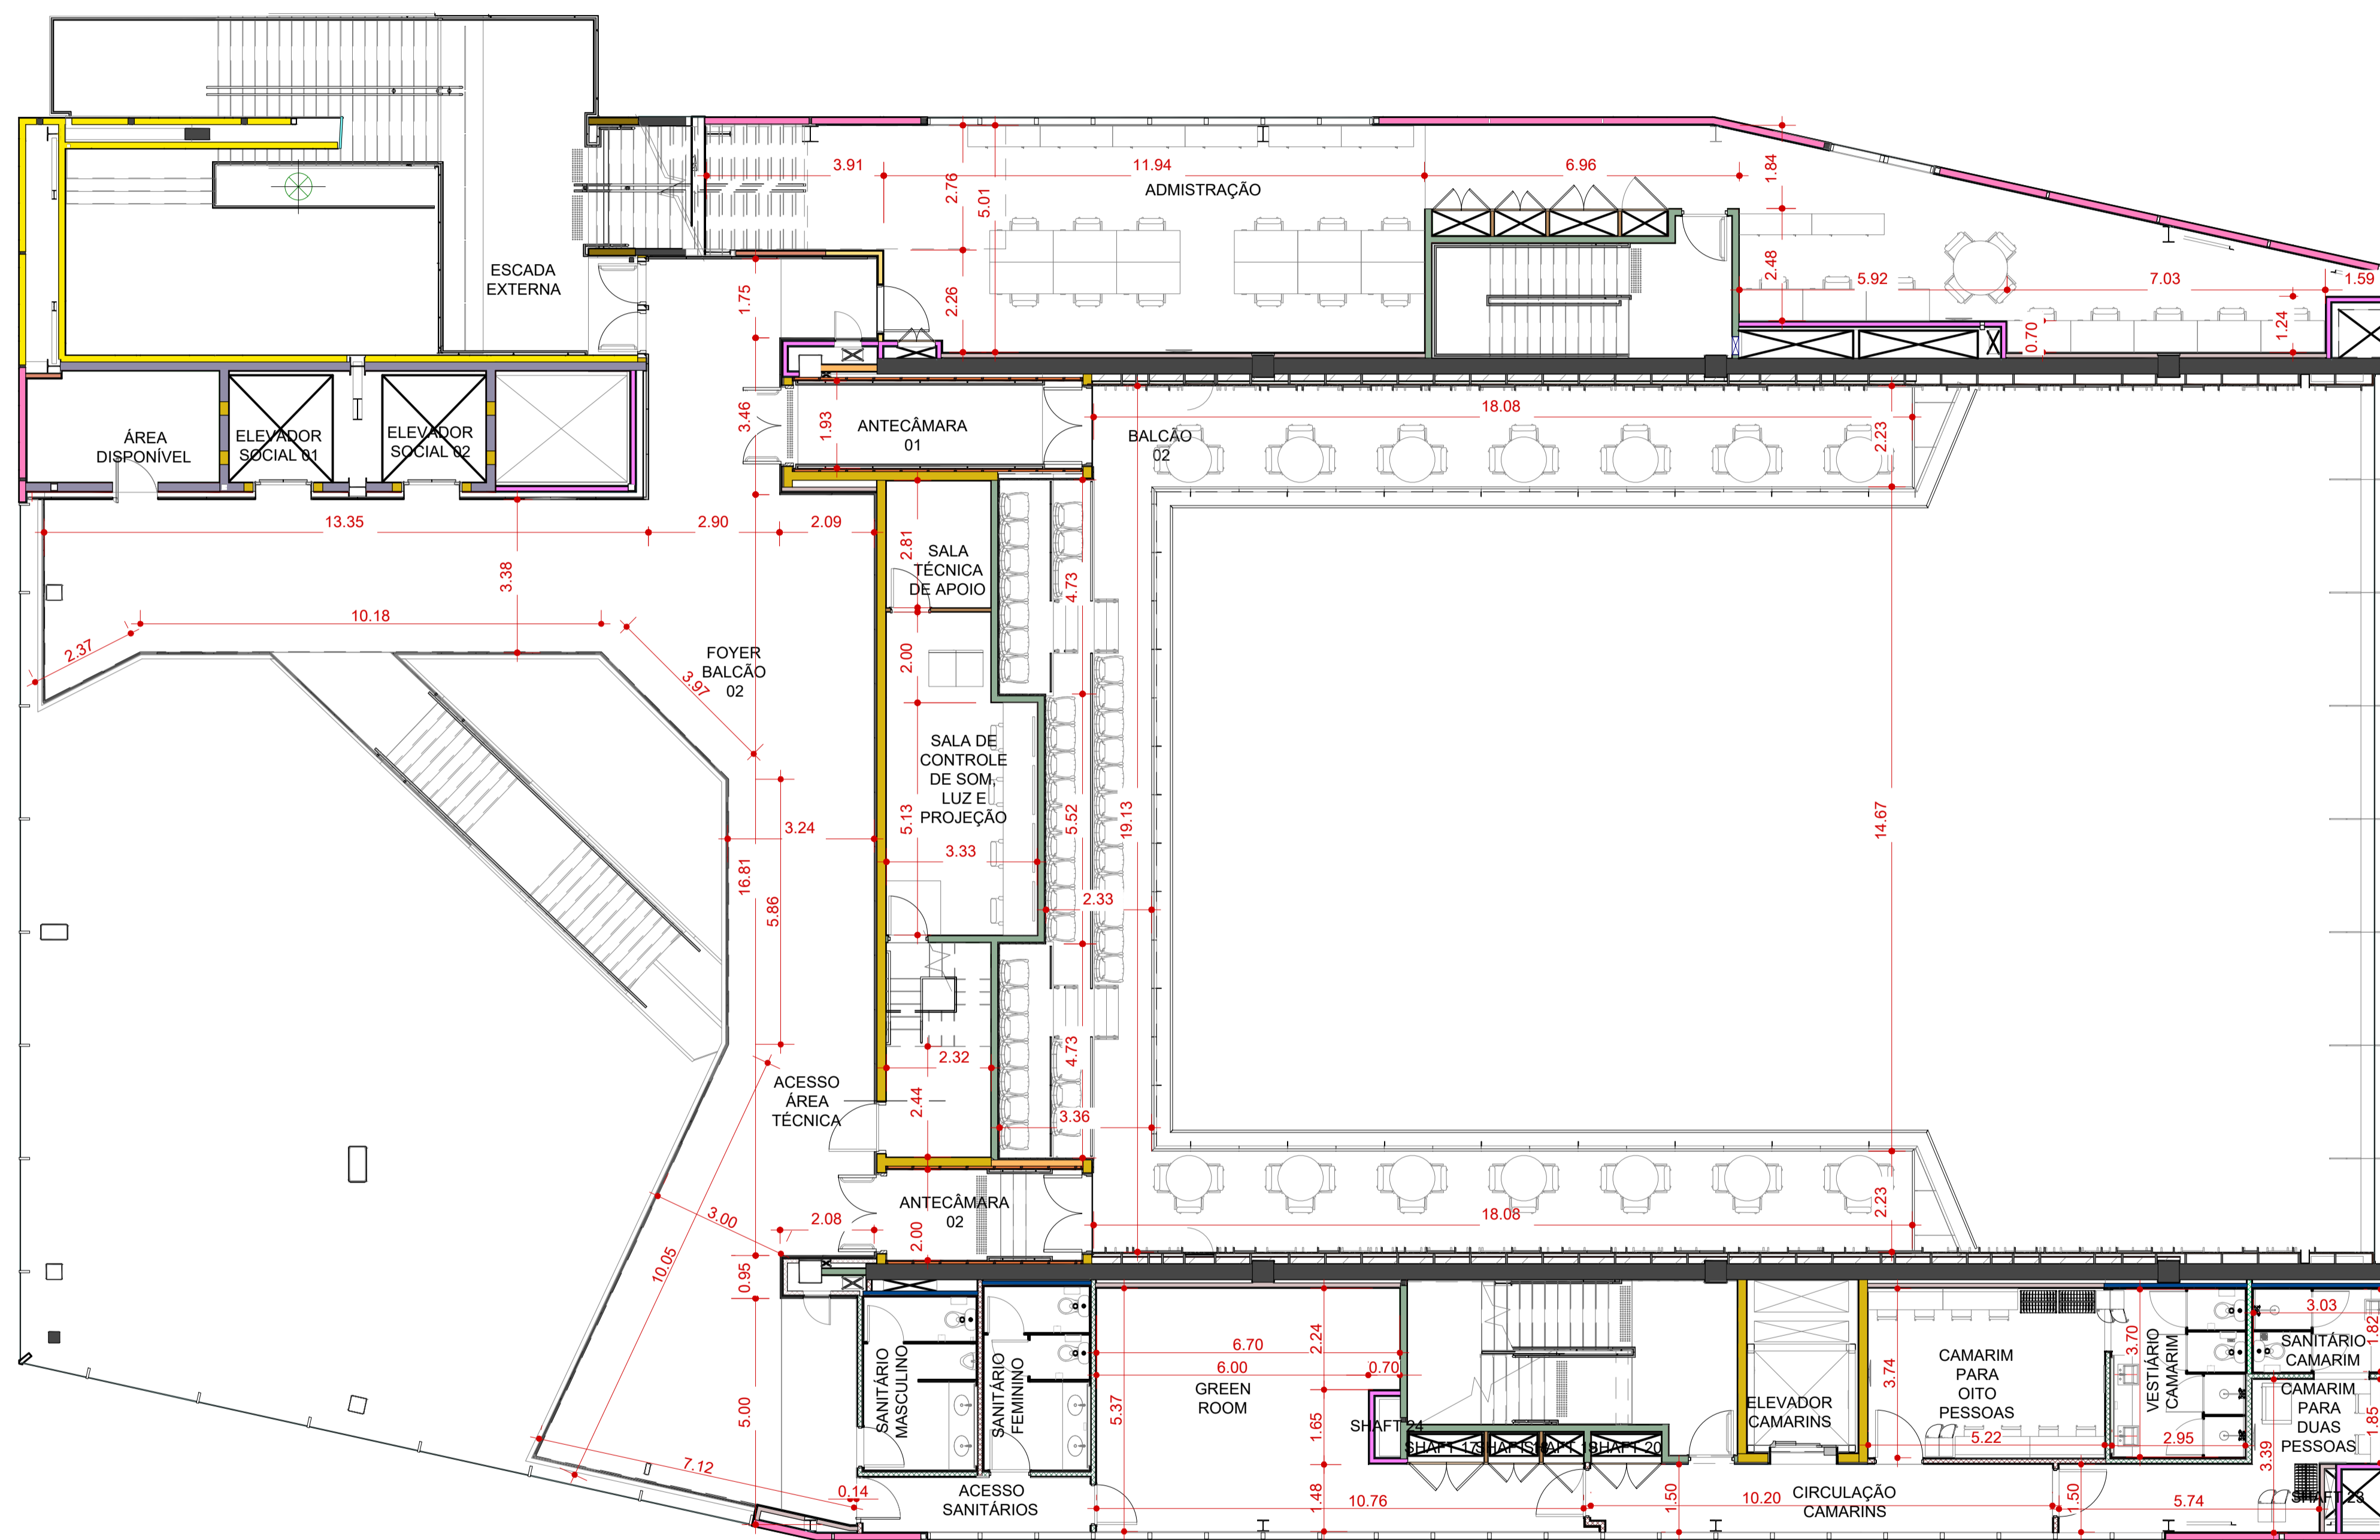 3.91
11.94
6.96
1.84
2.76
5.01
ADMISTRAÇÃO
ESCADA
EXTERNA
1.75
2.26
2.48
5.92
7.03
1.59
1.24
0.70
ÁREA
DISPONÍVEL
ELEVADOR
SOCIAL 01
ELEVADOR
SOCIAL 02
3.46
1.93
ANTECÂMARA
01
BALCÃO
02
18.08
2.23
13.35
2.90
2.09
3.38
2.81
SALA
TÉCNICA
DE APOIO
4.73
10.18
2.37
3.97
FOYER
BALCÃO
02
2.00
SALA DE
CONTROLE
DE SOM,
LUZ E
PROJEÇÃO
5.13
3.33
3.24
16.81
5.86
5.52
19.13
2.33
14.67
2.32
4.73
2.44
3.36
ACESSO
ÁREA
TÉCNICA
ANTECÂMARA
02
2.00
2.08
3.00
10.05
0.95
18.08
2.23
5.00
7.12
0.14
SANITÁRIO
MASCULINO
SANITÁRIO
FEMININO
ACESSO
SANITÁRIOS
6.70
6.00
0.70
2.24
GREEN
ROOM
5.37
1.65
1.48
10.76
SHAFT 24
SHAFT 17
SHAFT 20
ELEVADOR
CAMARINS
1.50
10.20
CIRCULAÇÃO
CAMARINS
1.50
3.74
CAMARIM
PARA
OITO
PESSOAS
5.22
3.70
VESTIÁRIO
CAMARIM
2.95
3.03
1.82
SANITÁRIO
CAMARIM
CAMARIM
PARA
DUAS
PESSOAS
1.85
3.39
5.74
SHAFT 23